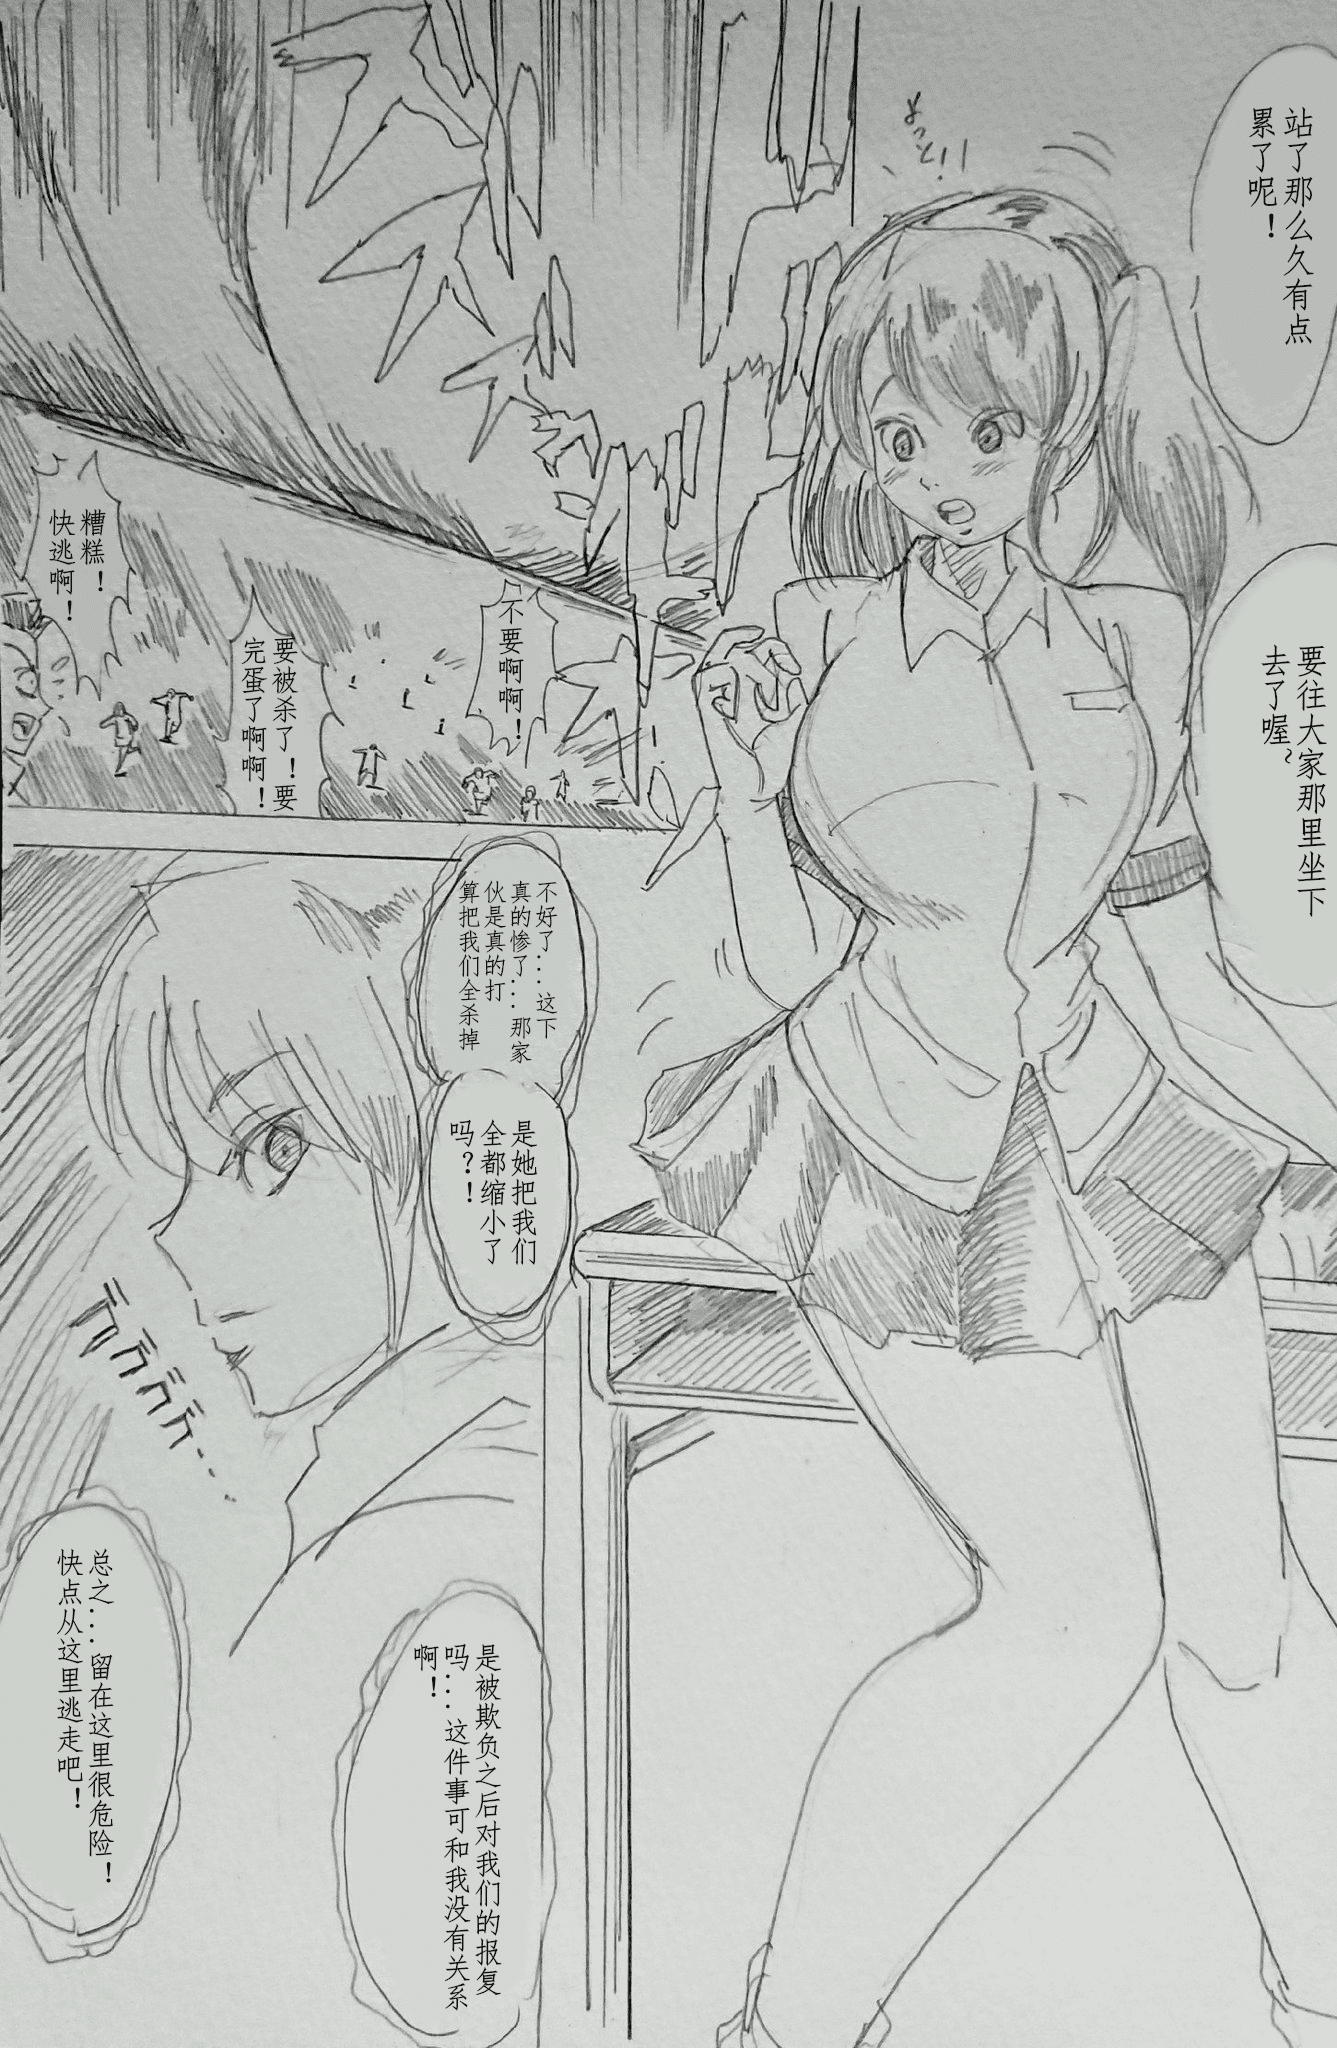 站了那么久有点
累了呢！
よっと！！
要往大家那里坐下
去了喔~
不要啊啊！
要被杀了！要
完蛋了啊啊！
糟糕！
快逃啊！
不好了...这下
真的惨了...那家
伙是真的打
算把我们全杀掉
是她把我们
全都缩小了
吗？！
ガクガク...
是被欺负之后对我们的报复
吗...这件事可和我没有关系
啊！
总之...留在这里很危险！
快点从这里逃走吧！